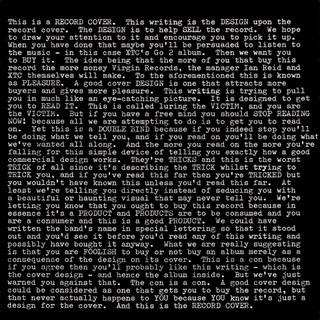 This is a RECORD COVER. This writing is the DESIGN upon the
record cover. The DESIGN is to help SELL the record. We hope
to draw your attention to it and encourage you to pick it up.
When you have done that maybe you'll be persuaded to listen to
the music - in this case XTC's Go 2 album. Then we want you
to BUY it. The idea being that the more of you that buy this
record the more money Virgin Records, the manager Ian Reid and
XTC themselves will make. To the aforementioned this is known
as PLEASURE. A good cover DESIGN is one that attracts more
buyers and gives more pleasure. This writing is trying to pull
you in much like an eye-catching picture. It is designed to get
you to READ IT. This is called luring the VICTIM, and you are
the VICTIM. But if you have a free mind you should STOP READING
NOW! because all we are attempting to do is to get you to read
on. Yet this is a DOUBLE BIND because if you indeed stop you'll
be doing what we tell you, and if you read on you'll be doing what
we've wanted all along. And the more you read on the more you're
falling for this simple device of telling you exactly how a good
commercial design works. They're TRICKS and this is the worst
TRICK of all since it's describing the TRICK whilst trying to
TRICK you, and if you've read this far then you're TRICKED but
you wouldn't have known this unless you'd read this far. At
least we're telling you directly instead of seducing you with
a beautiful or haunting visual that may never tell you. We're
letting you know that you ought to buy this record because in
essence it's a PRODUCT and PRODUCTS are to be consumed and you
are a consumer and this is a good PRODUCT. We could have
written the band's name in special lettering so that it stood
out and you'd see it before you'd read any of this writing and
possibly have bought it anyway. What we are really suggesting
is that you are FOOLISH to buy or not buy an album merely as a
consequence of the design on its cover. This is a con because
if you agree then you'll probably like this writing - which is
the cover design - and hence the album inside. But we've just
warned you against that. The con is a con. A good cover design
could be considered as one that gets you to buy the record, but
that never actually happens to YOU because YOU know it's just a
design for the cover. And this is the RECORD COVER.